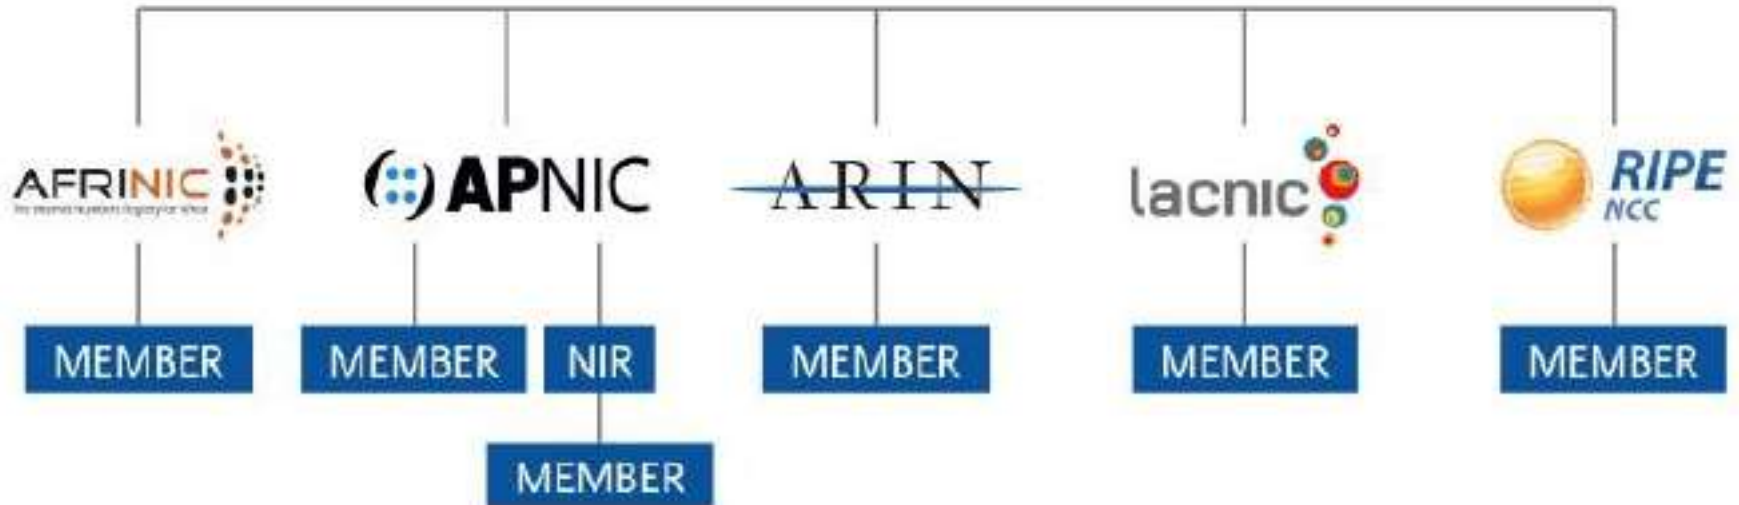 AFRINIC
APNIC
ARIN
lacnic
RIPE
NCC
MEMBER
MEMBER
NIR
MEMBER
MEMBER
MEMBER
MEMBER